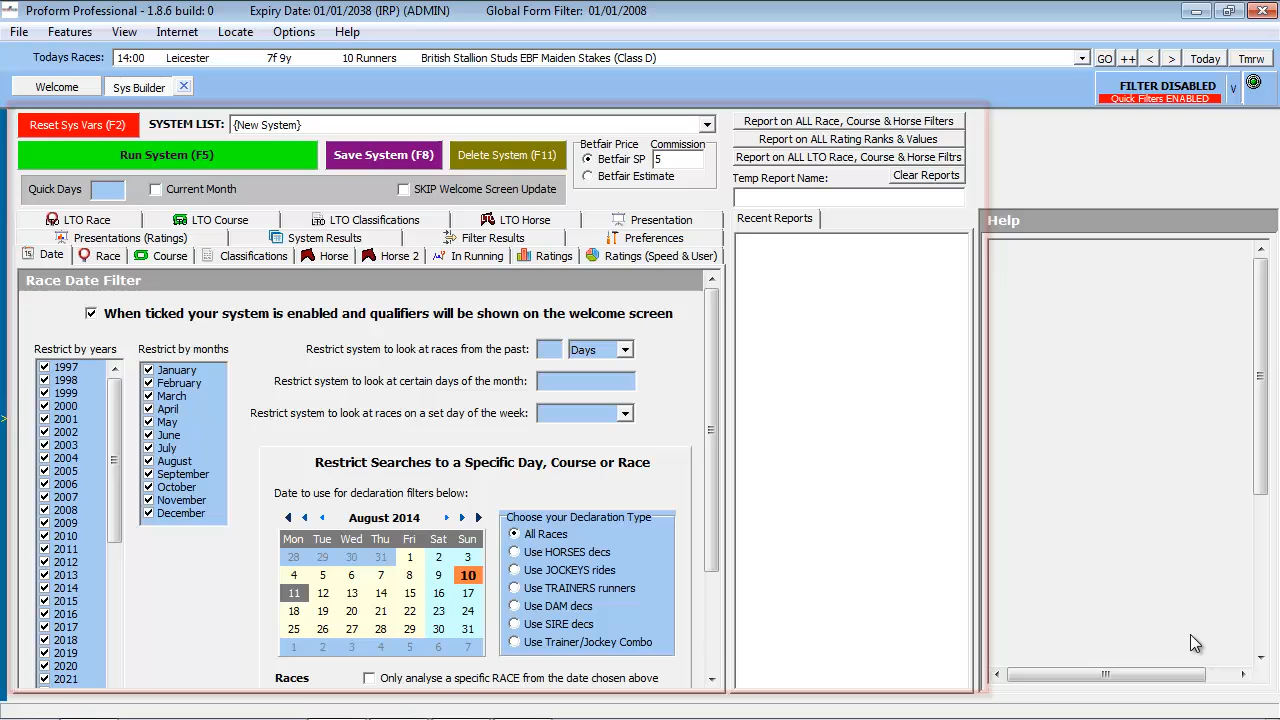 Proform Professional - 1.8.6 build: 0 Expiry Date: 01/01/2038 (IRP) (ADMIN) Global Form Filter: 01/01/2008
File Features View Internet Locate Options Help
Todays Races: 14:00 Leicester 7f 9y 10 Runners British Stallion Studs EBF Maiden Stakes (Class D) GO ++ < > Today Tmrw
Welcome Sys Builder X FILTER DISABLED V
Quick Filters ENABLED
Reset Sys Vars (F2) SYSTEM LIST: {New System} Report on ALL Race, Course & Horse Filters
Report on ALL Rating Ranks & Values
Run System (F5) Save System (F8) Delete System (F11) Betfair Price Commission
Betfair SP 5 Report on ALL LTO Race, Course & Horse Filtrs
Betfair Estimate Temp Report Name: Clear Reports
Quick Days Current Month SKIP Welcome Screen Update
LTO Race LTO Course LTO Classifications LTO Horse Presentation Recent Reports Help
Presentations (Ratings) System Results Filter Results Preferences
Date Race Course Classifications Horse Horse 2 In Running Ratings Ratings (Speed & User)
Race Date Filter
When ticked your system is enabled and qualifiers will be shown on the welcome screen
Restrict by years Restrict by months Restrict system to look at races from the past: Days
Restrict system to look at certain days of the month:
Restrict system to look at races on a set day of the week:
1997
1998
1999
2000
2001
2002
2003
2004
2005
2006
2007
2008
2009
2010
2011
2012
2013
2014
2015
2016
2017
2018
2019
2020
2021
January
February
March
April
May
June
July
August
September
October
November
December
Restrict Searches to a Specific Day, Course or Race
Date to use for declaration filters below:
August 2014
Mon Tue Wed Thu Fri Sat Sun
28 29 30 31 1 2 3
4 5 6 7 8 9 10
11 12 13 14 15 16 17
18 19 20 21 22 23 24
25 26 27 28 29 30 31
1 2 3 4 5 6 7
Choose your Declaration Type
All Races
Use HORSES decs
Use JOCKEYS rides
Use TRAINERS runners
Use DAM decs
Use SIRE decs
Use Trainer/Jockey Combo
Races Only analyse a specific RACE from the date chosen above